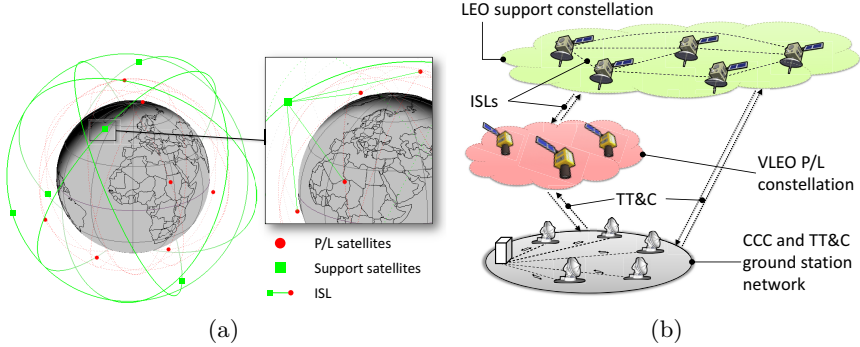 P/L satellites
Support satellites
ISL
(a)
LEO support constellation
ISLs
VLEO P/L
constellation
TT&C
CCC and TT&C
ground station
network
(b)